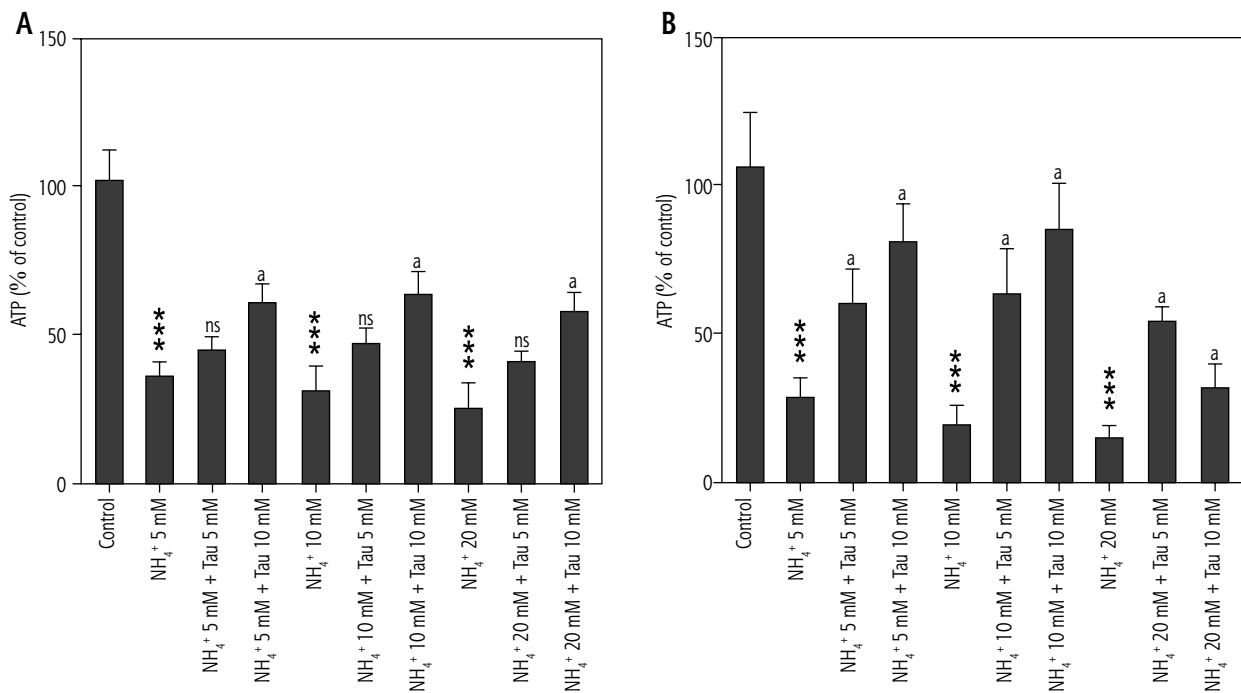 A
150
100
50
0
ATP (% of control)
***
ns
a
***
ns
a
***
ns
a
Control
NH₄⁺ 5 mM
NH₄⁺ 5 mM + Tau 5 mM
NH₄⁺ 5 mM + Tau 10 mM
NH₄⁺ 10 mM
NH₄⁺ 10 mM + Tau 5 mM
NH₄⁺ 10 mM + Tau 10 mM
NH₄⁺ 20 mM
NH₄⁺ 20 mM + Tau 5 mM
NH₄⁺ 20 mM + Tau 10 mM
B
150
100
50
0
ATP (% of control)
***
a
a
***
a
a
***
a
a
Control
NH₄⁺ 5 mM
NH₄⁺ 5 mM + Tau 5 mM
NH₄⁺ 5 mM + Tau 10 mM
NH₄⁺ 10 mM
NH₄⁺ 10 mM + Tau 5 mM
NH₄⁺ 10 mM + Tau 10 mM
NH₄⁺ 20 mM
NH₄⁺ 20 mM + Tau 5 mM
NH₄⁺ 20 mM + Tau 10 mM